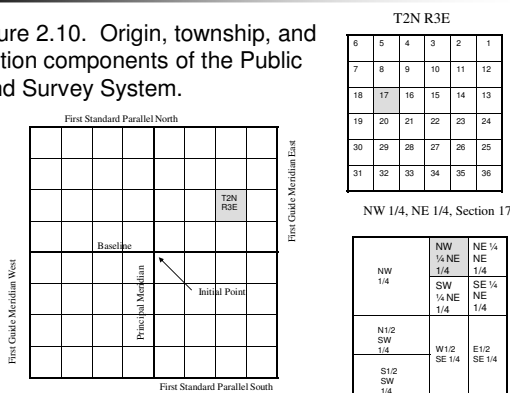 ure 2.10. Origin, township, and
tion components of the Public
nd Survey System.
First Standard Parallel North
T2N
R3E
Baseline
Initial Point
Principal Meridian
First Guide Meridian West
First Guide Meridian East
First Standard Parallel South
T2N R3E
6 5 4 3 2 1
7 8 9 10 11 12
18 17 16 15 14 13
19 20 21 22 23 24
30 29 28 27 26 25
31 32 33 34 35 36
NW 1/4, NE 1/4, Section 17
NW
1/4
NW
¼ NE
1/4
NE ¼
NE
1/4
SW
¼ NE
1/4
SE ¼
NE
1/4
N1/2
SW
1/4
S1/2
SW
1/4
W1/2
SE 1/4
E1/2
SE 1/4